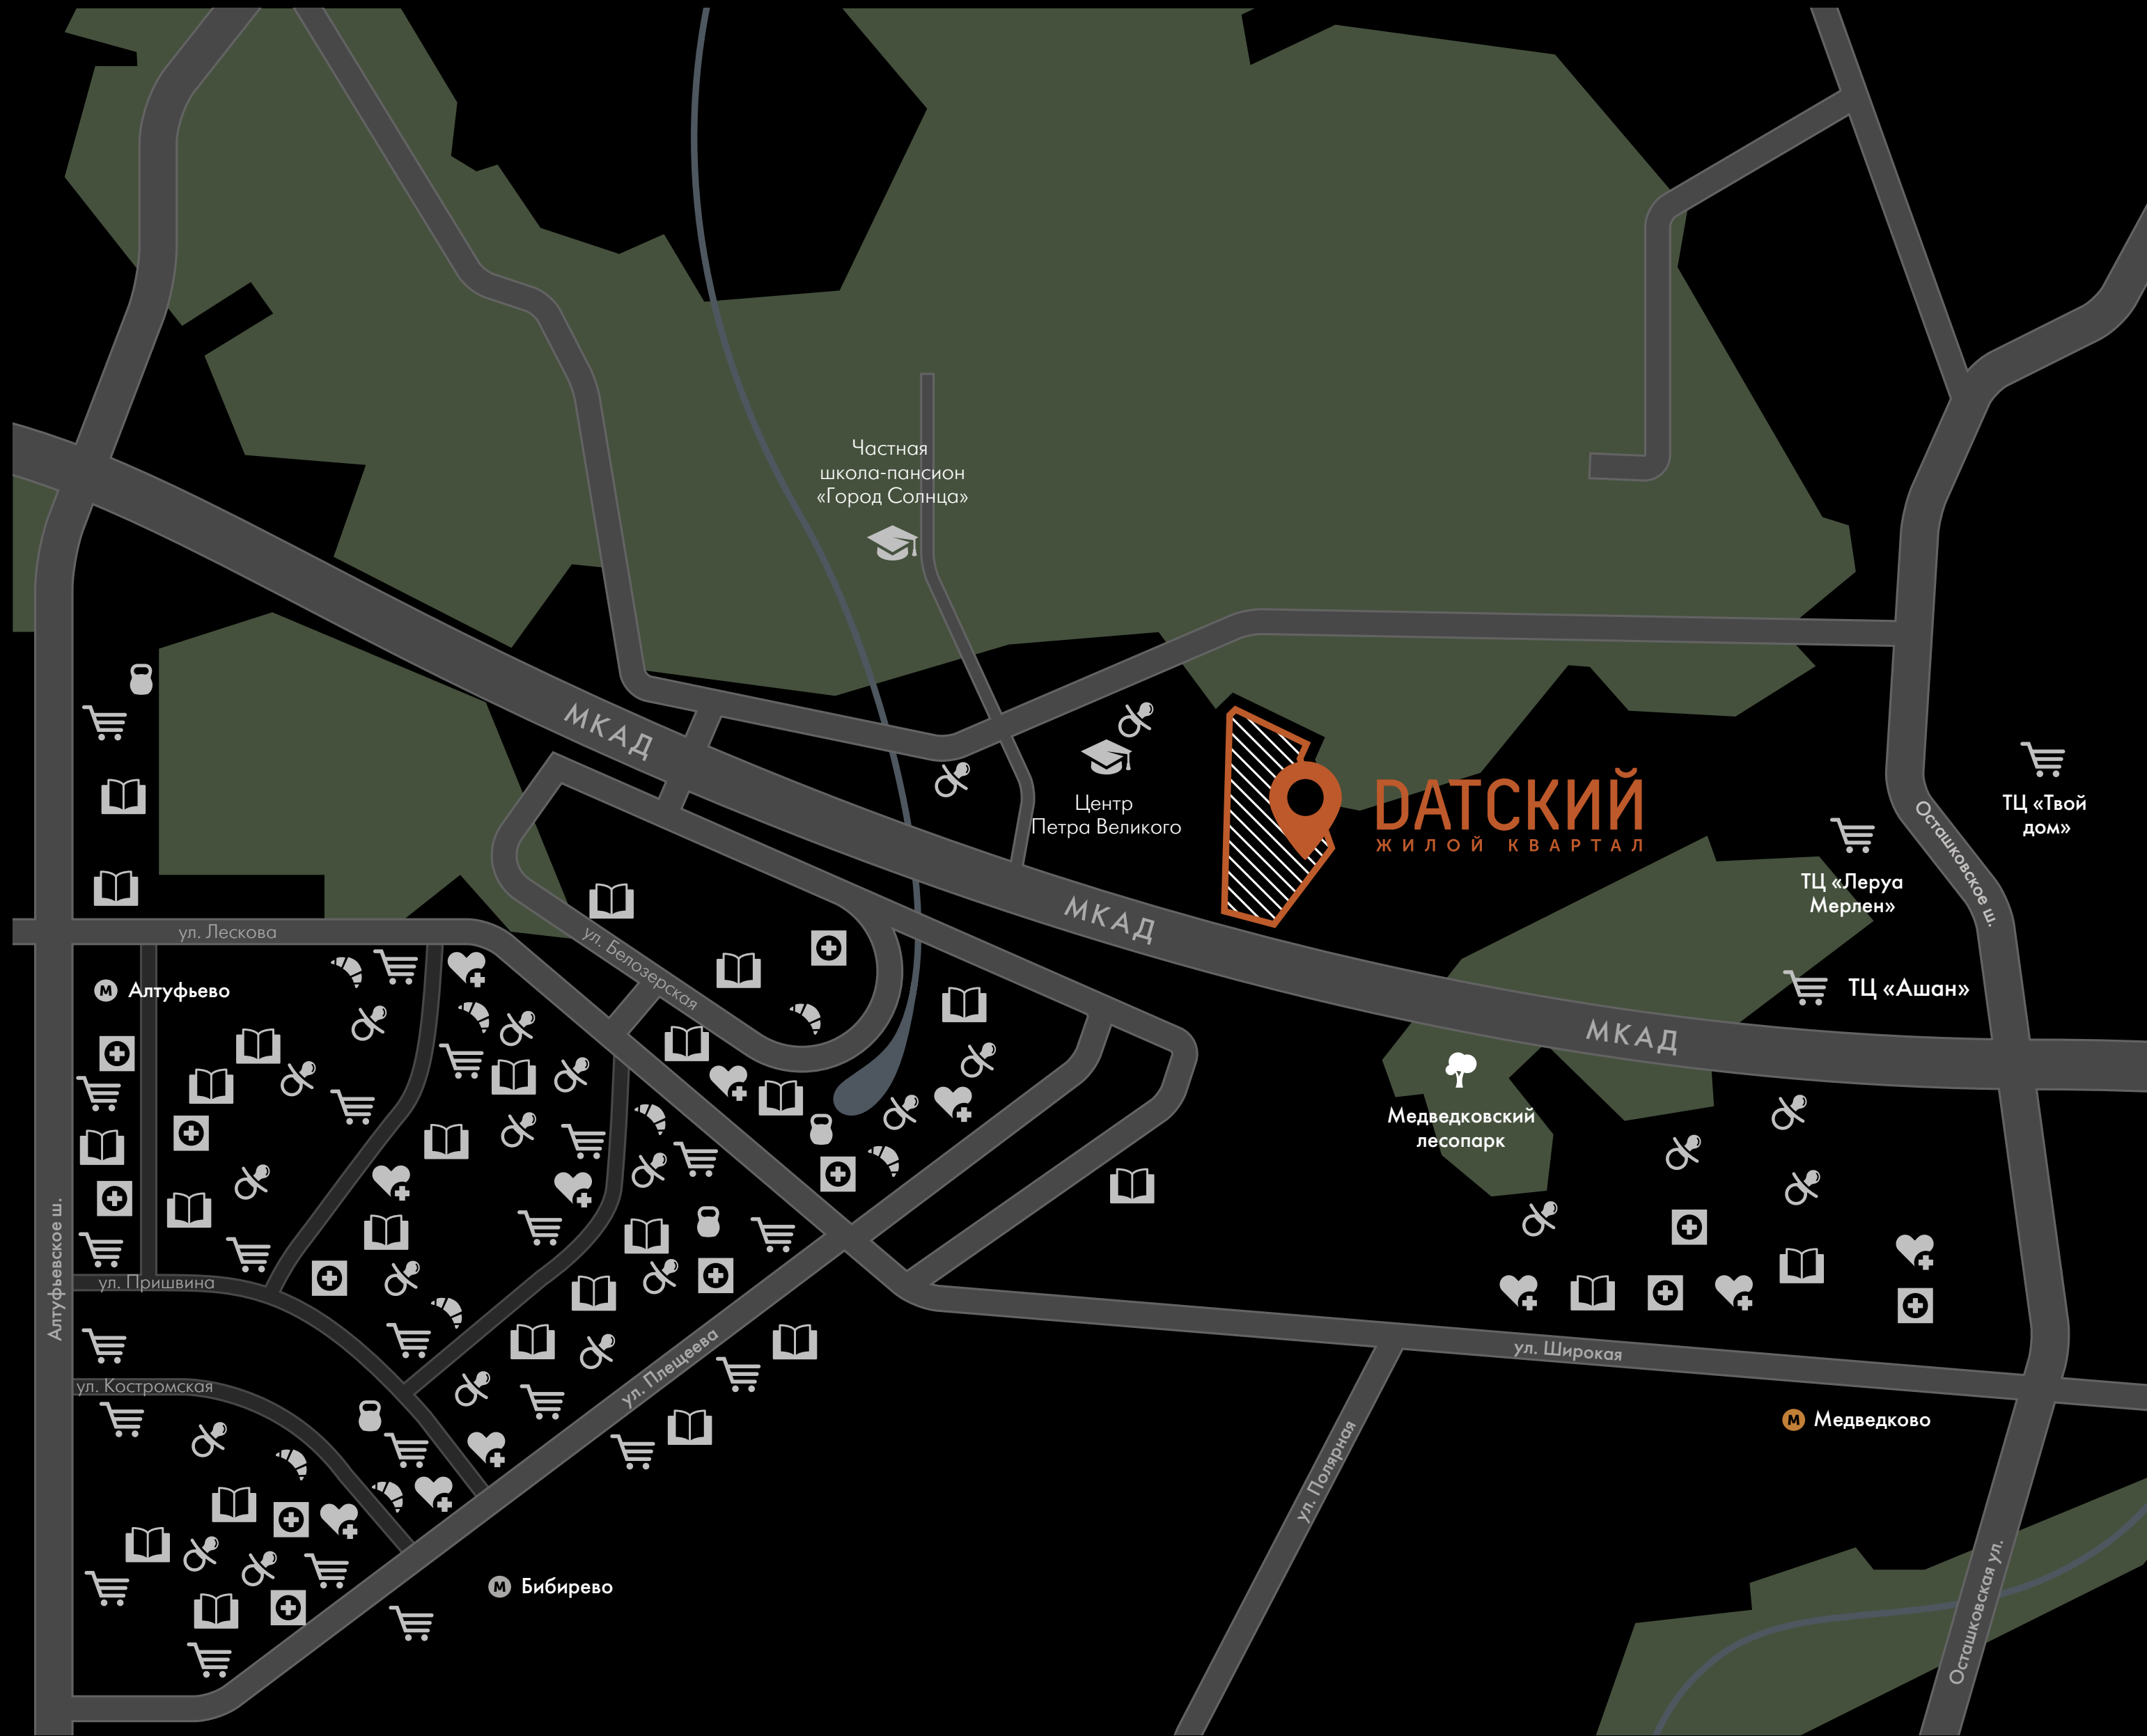 Частная
школа-пансион
«Город Солнца»
МКАД
Центр
Петра Великого
DАТСКИЙ
ЖИЛОЙ КВАРТАЛ
ТЦ «Твой
дом»
Осташковское ш.
ТЦ «Леруа
Мерлен»
МКАД
ул. Лескова
ул. Белозерская
М
Алтуфьево
ТЦ «Ашан»
МКАД
Медведковский
лесопарк
Алтуфьевское ш.
ул. Пришвина
ул. Плещеева
ул. Широкая
ул. Костромская
М
Медведково
ул. Полярная
М
Бибирево
Осташковская ул.